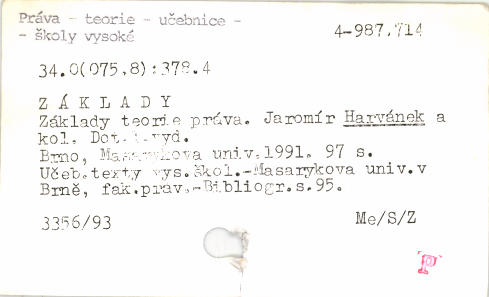 Práva - teorie - učebnice -
- školy vysoké
4-987.714
34.0(075.8):378.4
Z Á K L A D Y
Základy teorie práva. Jaromír Harvánek a
kol. Dot. 1.vyd.
Brno, Masarykova univ.1991. 97 s.
Učeb.texty vys.škol.-Masarykova univ.v
Brně, fak.práv.-Bibliogr.s.95.
3356/93 Me/S/Z
P